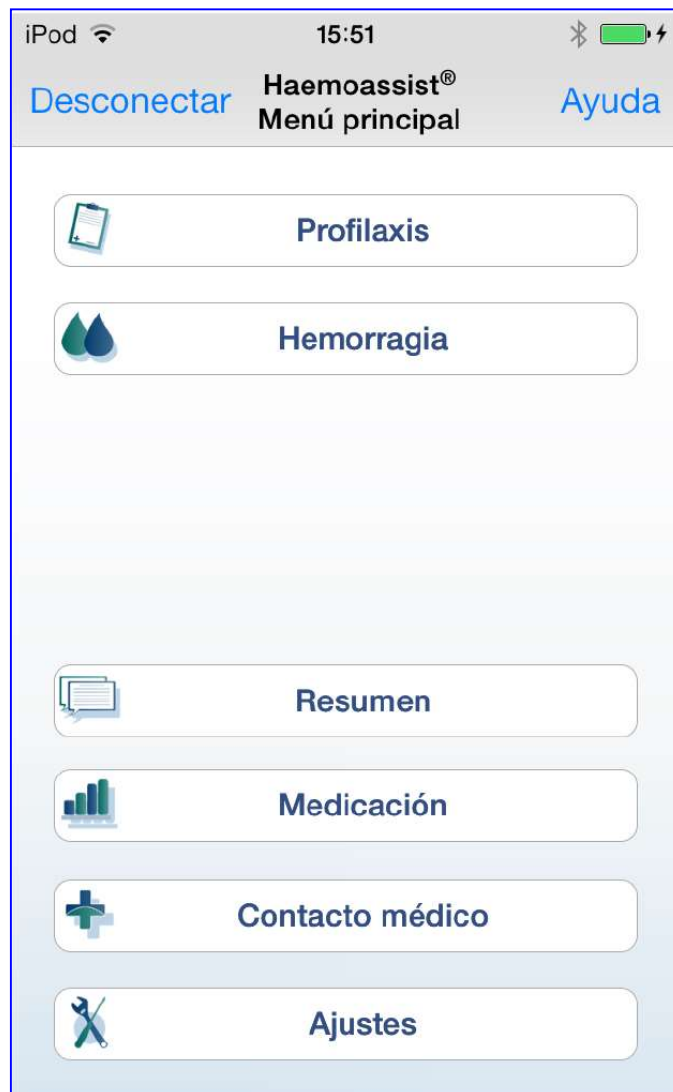 iPod 15:51
Desconectar Haemoassist® Ayuda
Menú principal
Profilaxis
Hemorragia
Resumen
Medicación
Contacto médico
Ajustes